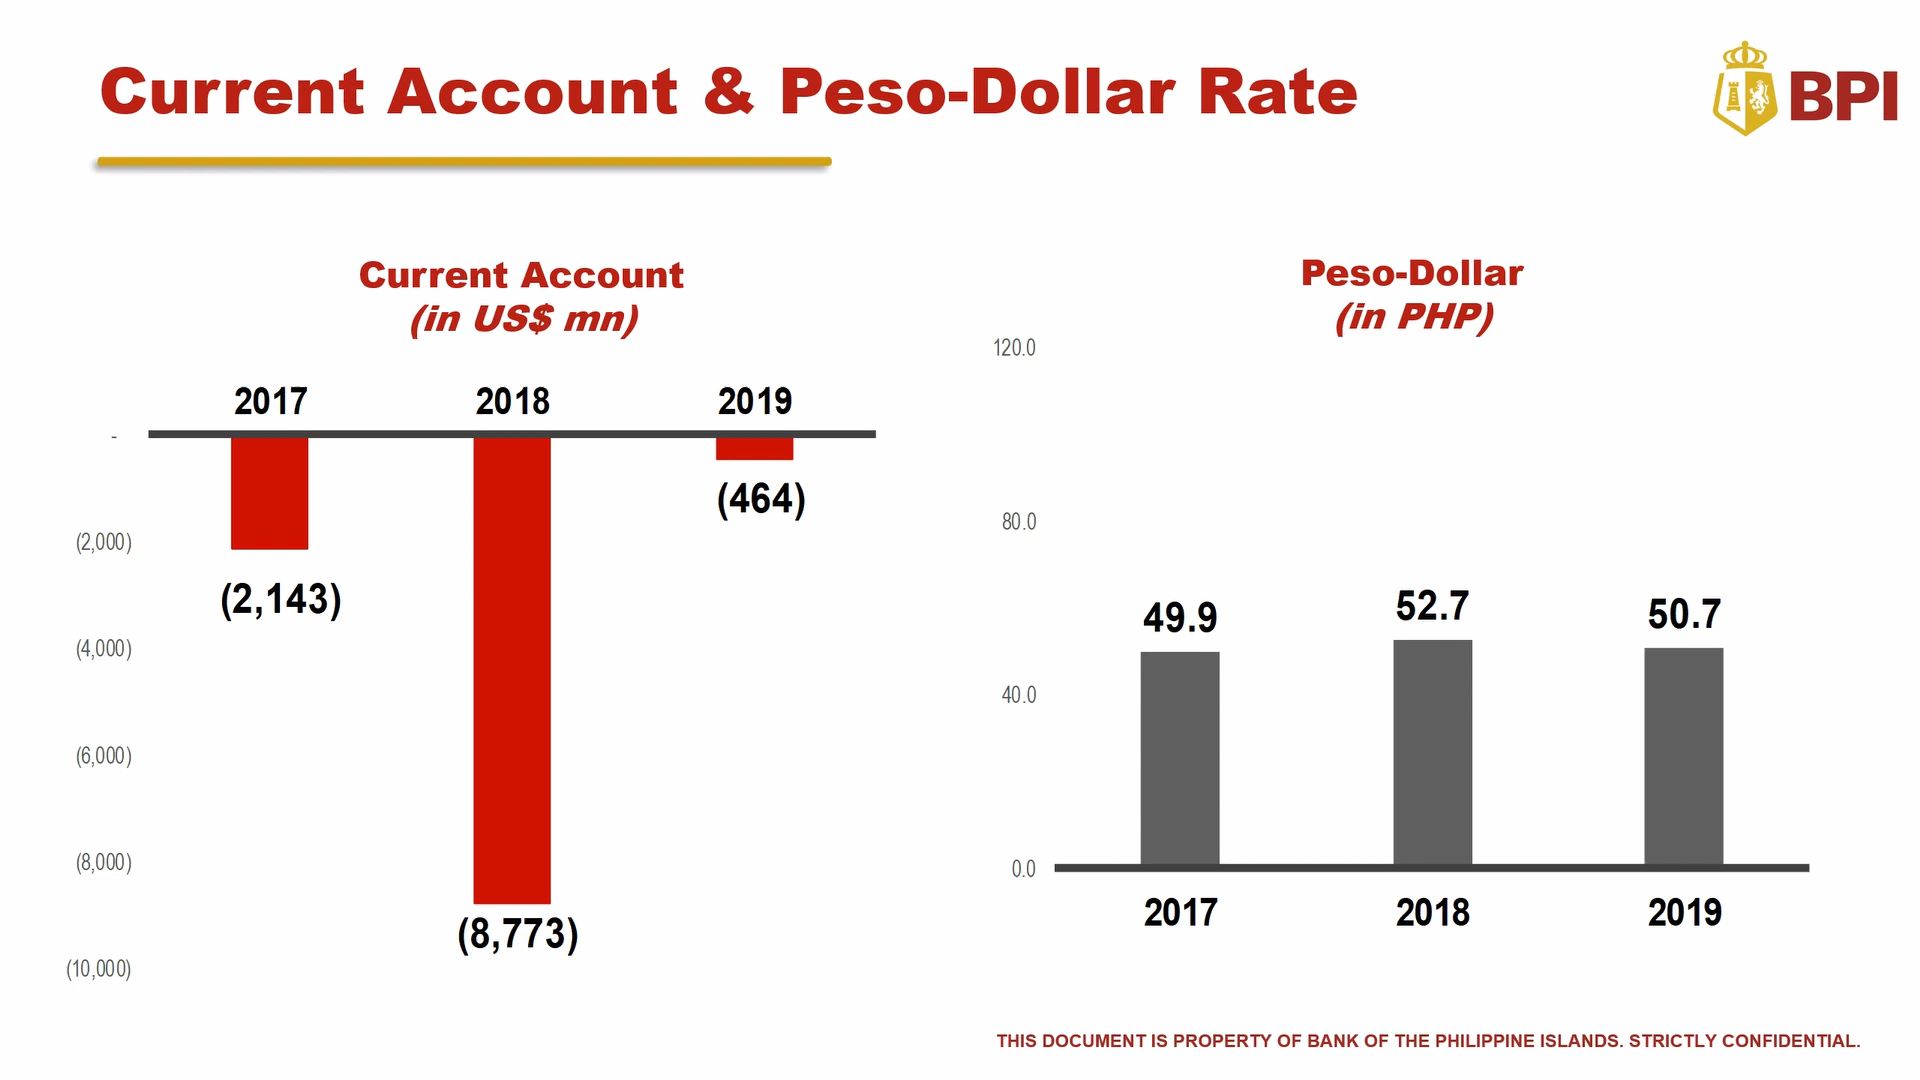 Current Account & Peso-Dollar Rate
BPI
Current Account
(in US$ mn)
2017 2018 2019
-
(2,000)
(4,000)
(6,000)
(8,000)
(10,000)
(2,143)
(8,773)
(464)
Peso-Dollar
(in PHP)
120.0
80.0
40.0
0.0
49.9 52.7 50.7
2017 2018 2019
THIS DOCUMENT IS PROPERTY OF BANK OF THE PHILIPPINE ISLANDS. STRICTLY CONFIDENTIAL.